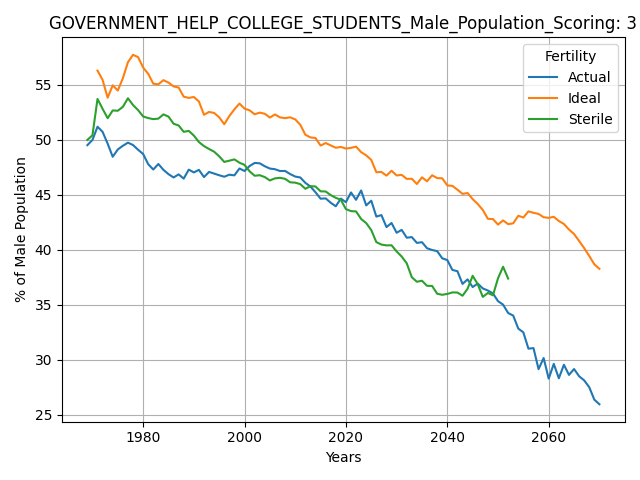 GOVERNMENT_HELP_COLLEGE_STUDENTS_Male_Population_Scoring: 3
Fertility
Actual
Ideal
Sterile
% of Male Population
55
50
45
40
35
30
25
1980
2000
2020
2040
2060
Years